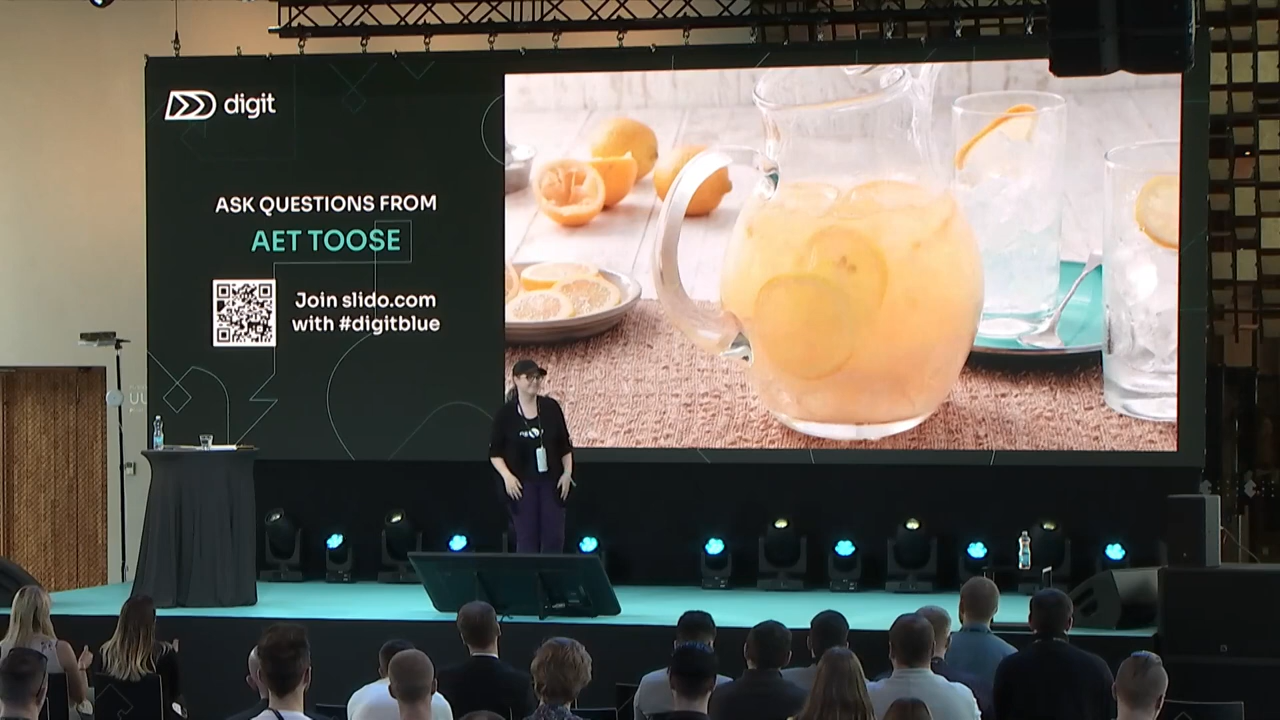 digit
ASK QUESTIONS FROM
AET TOOSE
Join slido.com
with #digitblue